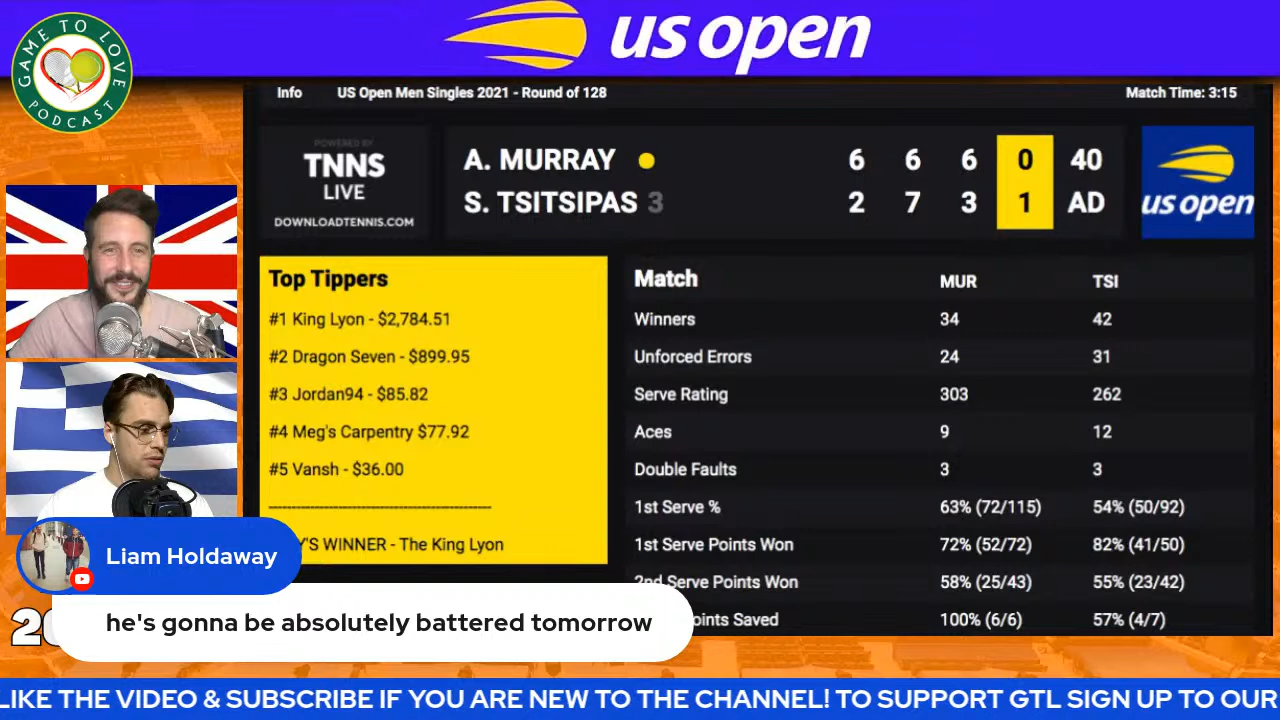 GAME TO LOVE
PODCAST
us open
Info US Open Men Singles 2021 - Round of 128 Match Time: 3:15
POWERED BY
TNNS
LIVE
DOWNLOADTENNIS.COM
A. MURRAY 6 6 6 0 40
S. TSITSIPAS 3 2 7 3 1 AD
us open
Top Tippers
#1 King Lyon - $2,784.51
#2 Dragon Seven - $899.95
#3 Jordan94 - $85.82
#4 Meg's Carpentry $77.92
#5 Vansh - $36.00
----------------------------------------
Y'S WINNER - The King Lyon
Match MUR TSI
Winners 34 42
Unforced Errors 24 31
Serve Rating 303 262
Aces 9 12
Double Faults 3 3
1st Serve % 63% (72/115) 54% (50/92)
1st Serve Points Won 72% (52/72) 82% (41/50)
2nd Serve Points Won 58% (25/43) 55% (23/42)
oints Saved 100% (6/6) 57% (4/7)
Liam Holdaway
he's gonna be absolutely battered tomorrow
LIKE THE VIDEO & SUBSCRIBE IF YOU ARE NEW TO THE CHANNEL! TO SUPPORT GTL SIGN UP TO OUR